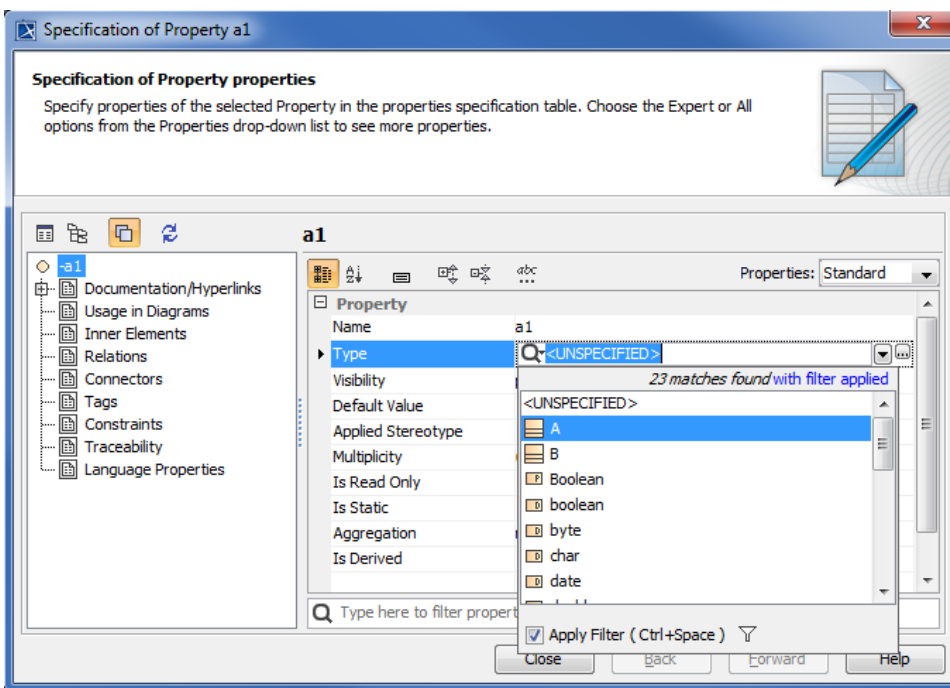 Specification of Property a1
Specification of Property properties
Specify properties of the selected Property in the properties specification table. Choose the Expert or All
options from the Properties drop-down list to see more properties.
a1
-a1
Documentation/Hyperlinks
Usage in Diagrams
Inner Elements
Relations
Connectors
Tags
Constraints
Traceability
Language Properties
abc
Properties: Standard
Property
Name a1
Type <UNSPECIFIED>
Visibility
Default Value
Applied Stereotype
Multiplicity
Is Read Only
Is Static
Aggregation
Is Derived
23 matches found with filter applied
<UNSPECIFIED>
A
B
Boolean
boolean
byte
char
date
Type here to filter propert
Apply Filter ( Ctrl+Space )
Close Back Forward Help